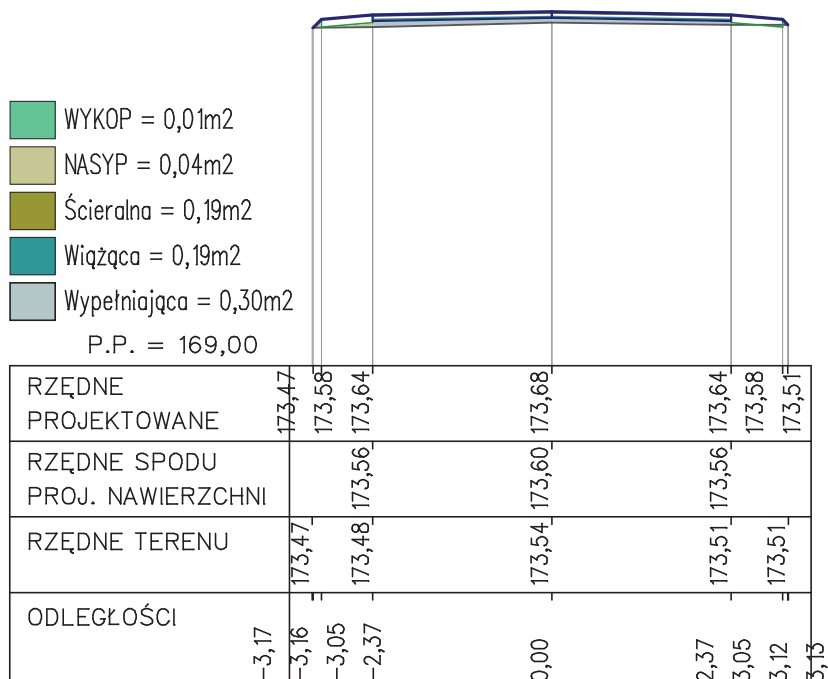 WYKOP = 0,01m2
NASYP = 0,04m2
Ścieralna = 0,19m2
Wiążąca = 0,19m2
Wypełniająca = 0,30m2
P.P. = 169,00
RZĘDNE
PROJEKTOWANE
173,47 173,58 173,64 173,68 173,64 173,58 173,51
RZĘDNE SPODU
PROJ. NAWIERZCHNI
173,56 173,60 173,56
RZĘDNE TERENU
173,47 173,48 173,54 173,51 173,51
ODLEGŁOŚCI
-3,17 -3,16 -3,05 -2,37 0,00 2,37 3,05 3,12 3,13